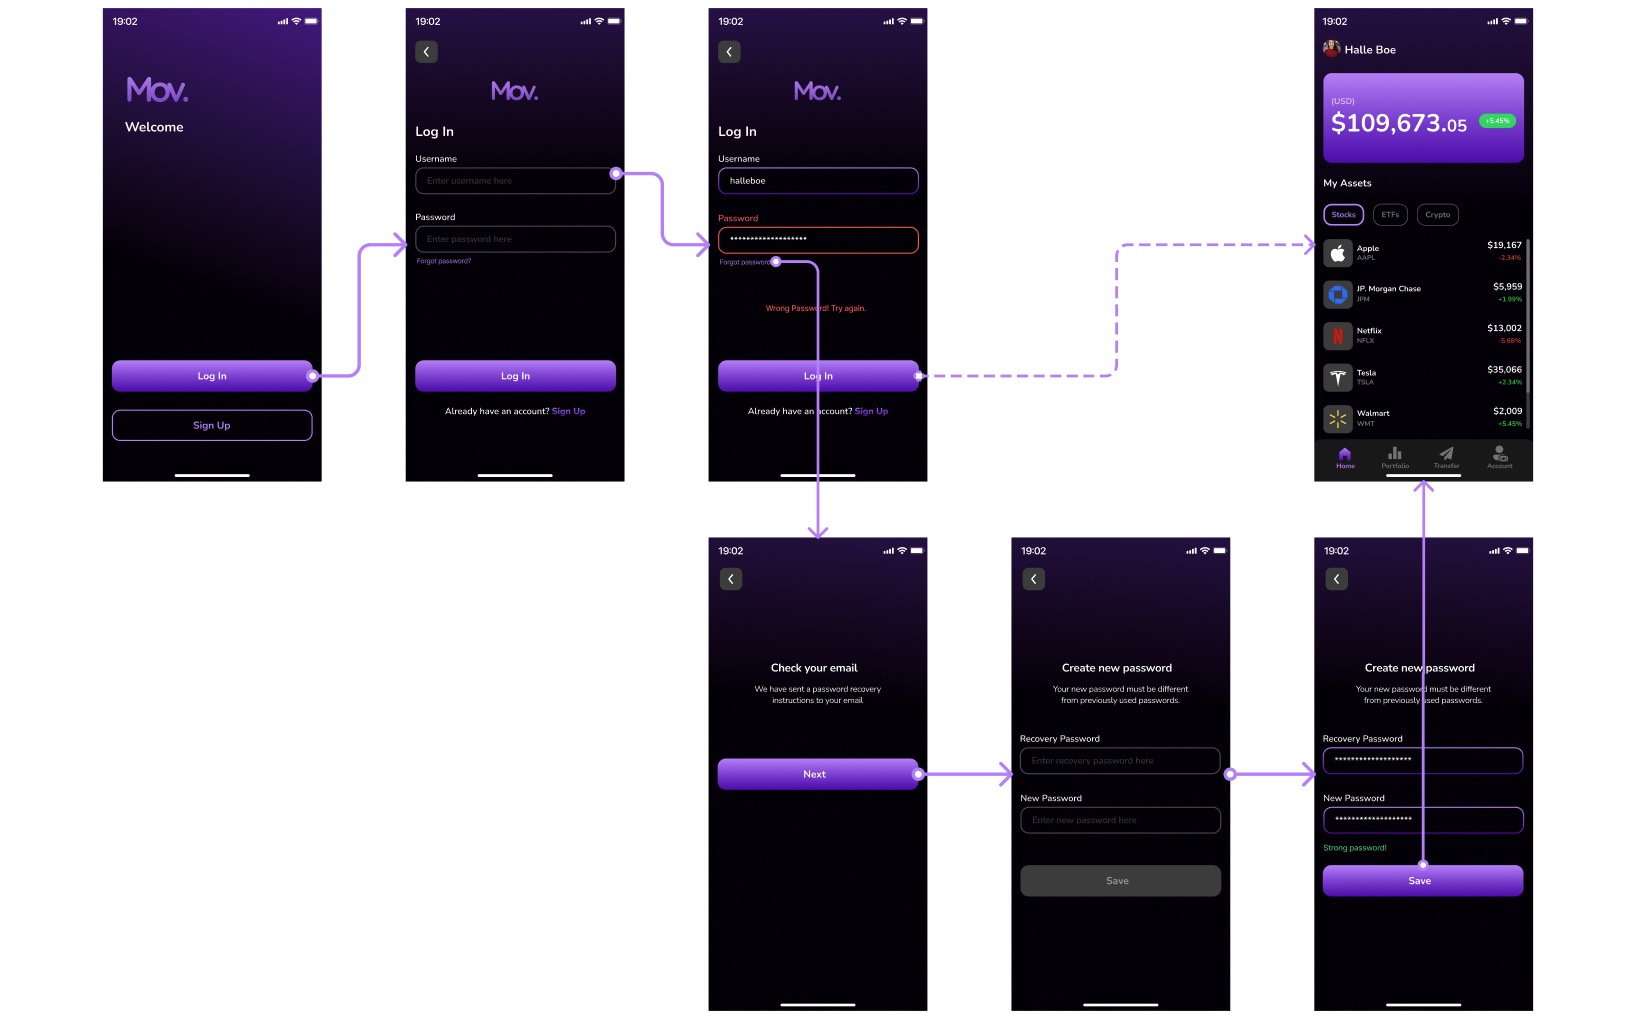 19:02
Mov.
Welcome
Log In
Sign Up
19:02
Mov.
Log In
Username
Enter username here
Password
Enter password here
Forgot password?
Log In
Already have an account? Sign Up
19:02
Mov.
Log In
Username
halleboe
Password
*******************
Forgot password
Wrong Password! Try again.
Log In
Already have an account? Sign Up
19:02
Halle Boe
(USD)
$109,673.05
+5.45%
My Assets
Stocks
ETFs
Crypto
Apple
$19,167
AAPL
-2.34%
JP. Morgan Chase
$5,959
JPM
+1.99%
Netflix
$13,002
NFLX
-5.68%
Tesla
$35,066
TSLA
+2.34%
Walmart
$2,009
WMT
+5.45%
Home
Portfolio
Transfer
Account
19:02
Check your email
We have sent a password recovery
instructions to your email
Next
19:02
Create new password
Your new password must be different
from previously used passwords.
Recovery Password
Enter recovery password here
New Password
Enter new password here
Save
19:02
Create new password
Your new password must be different
from previously used passwords.
Recovery Password
*******************
New Password
*******************
Strong password!
Save